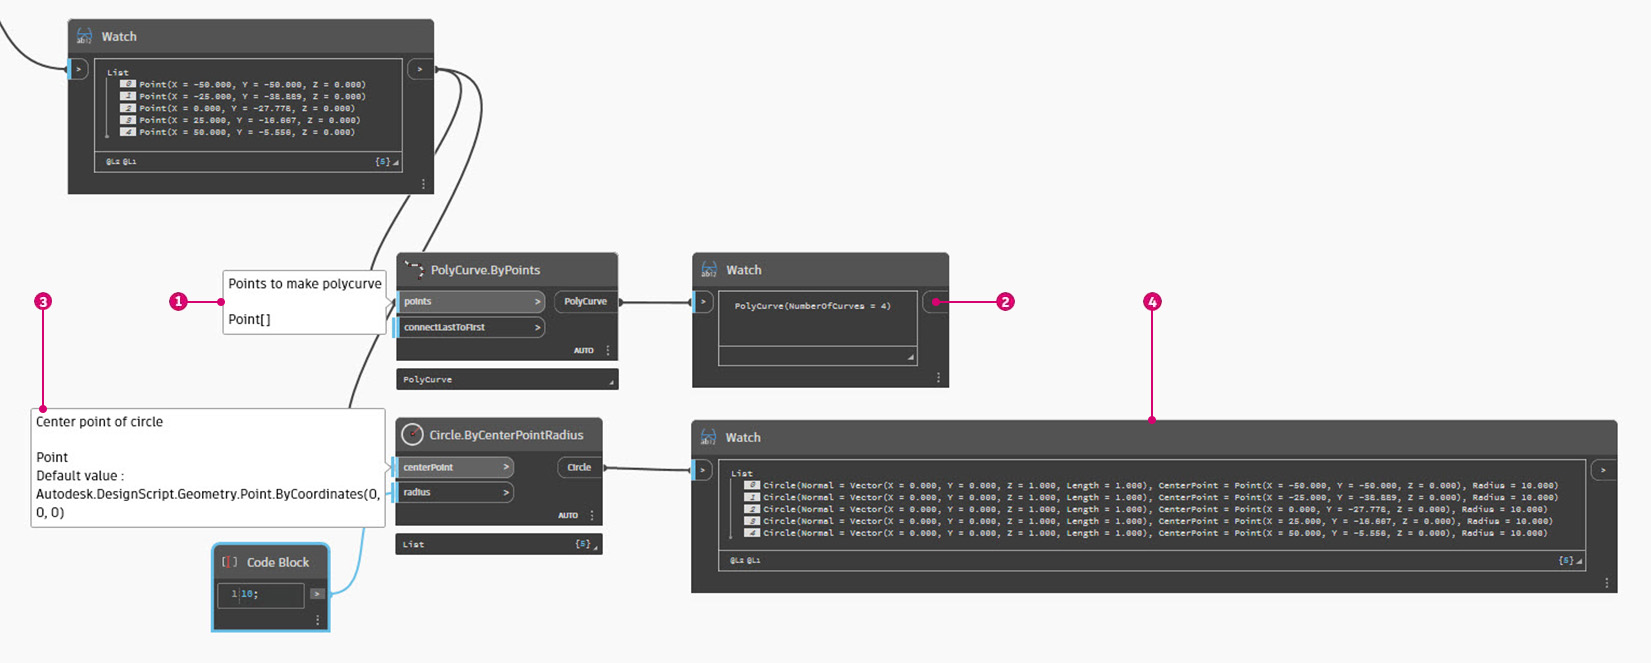 Watch
>
>
List
0 Point(X = -50.000, Y = -50.000, Z = 0.000)
1 Point(X = -25.000, Y = -38.889, Z = 0.000)
2 Point(X = 0.000, Y = -27.778, Z = 0.000)
3 Point(X = 25.000, Y = -16.667, Z = 0.000)
4 Point(X = 50.000, Y = -5.556, Z = 0.000)
@L2 @L1 {5}
1
Points to make polycurve
Point[]
PolyCurve.ByPoints
points >
PolyCurve
connectLastToFirst >
AUTO
PolyCurve
Watch
>
PolyCurve(NumberOfCurves = 4)
2
3
4
Center point of circle
Point
Default value :
Autodesk.DesignScript.Geometry.Point.ByCoordinates(0,
0, 0)
Circle.ByCenterPointRadius
centerPoint >
Circle
radius >
AUTO
List {5}
Watch
>
>
List
0 Circle(Normal = Vector(X = 0.000, Y = 0.000, Z = 1.000, Length = 1.000), CenterPoint = Point(X = -50.000, Y = -50.000, Z = 0.000), Radius = 10.000)
1 Circle(Normal = Vector(X = 0.000, Y = 0.000, Z = 1.000, Length = 1.000), CenterPoint = Point(X = -25.000, Y = -38.889, Z = 0.000), Radius = 10.000)
2 Circle(Normal = Vector(X = 0.000, Y = 0.000, Z = 1.000, Length = 1.000), CenterPoint = Point(X = 0.000, Y = -27.778, Z = 0.000), Radius = 10.000)
3 Circle(Normal = Vector(X = 0.000, Y = 0.000, Z = 1.000, Length = 1.000), CenterPoint = Point(X = 25.000, Y = -16.667, Z = 0.000), Radius = 10.000)
4 Circle(Normal = Vector(X = 0.000, Y = 0.000, Z = 1.000, Length = 1.000), CenterPoint = Point(X = 50.000, Y = -5.556, Z = 0.000), Radius = 10.000)
@L2 @L1 {5}
Code Block
1 10;
>